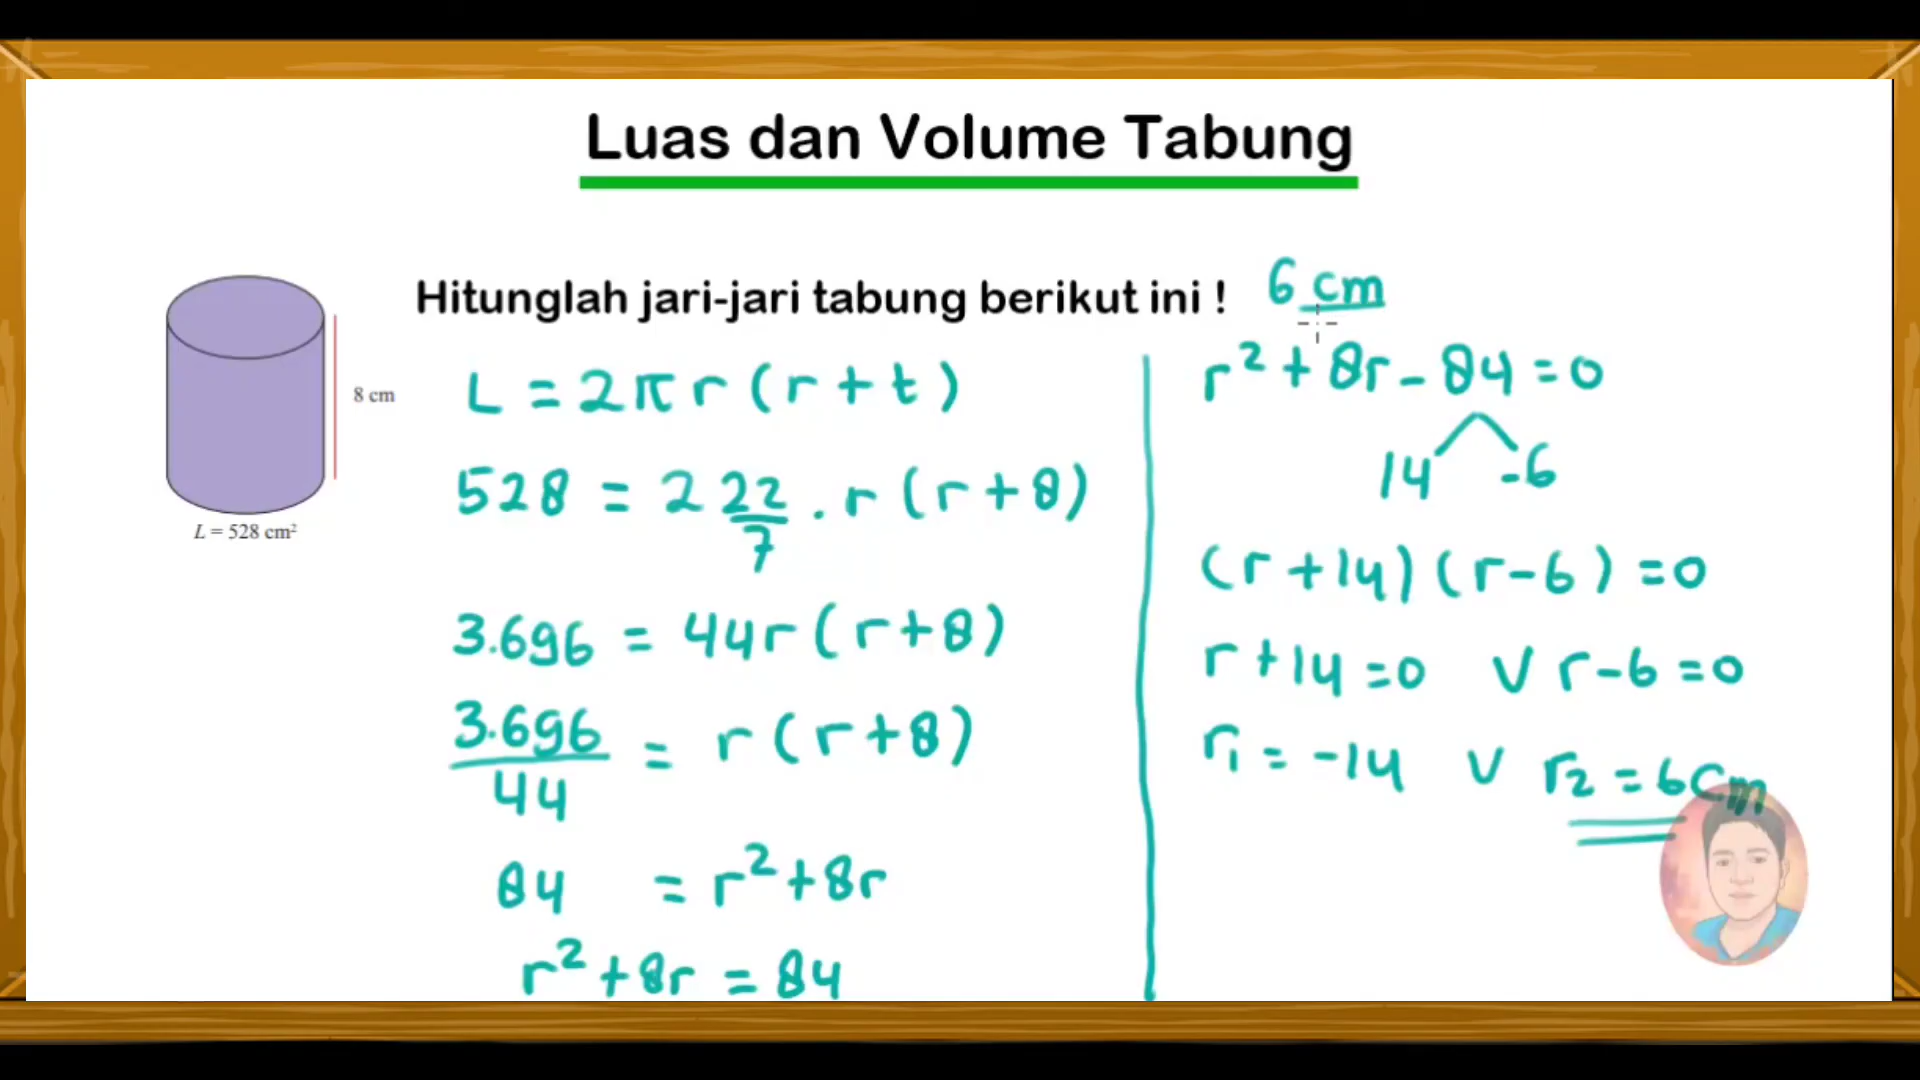 Luas dan Volume Tabung
Hitunglah jari-jari tabung berikut ini ! 6 cm
8 cm
L = 528 cm²
L = 2πr(r+t)
528 = 2 22/7 . r(r+8)
3.696 = 44r(r+8)
3.696/44 = r(r+8)
84 = r²+8r
r²+8r = 84
r²+8r-84=0
14 -6
(r+14)(r-6)=0
r+14=0 ∨ r-6=0
r₁=-14 ∨ r₂=6cm